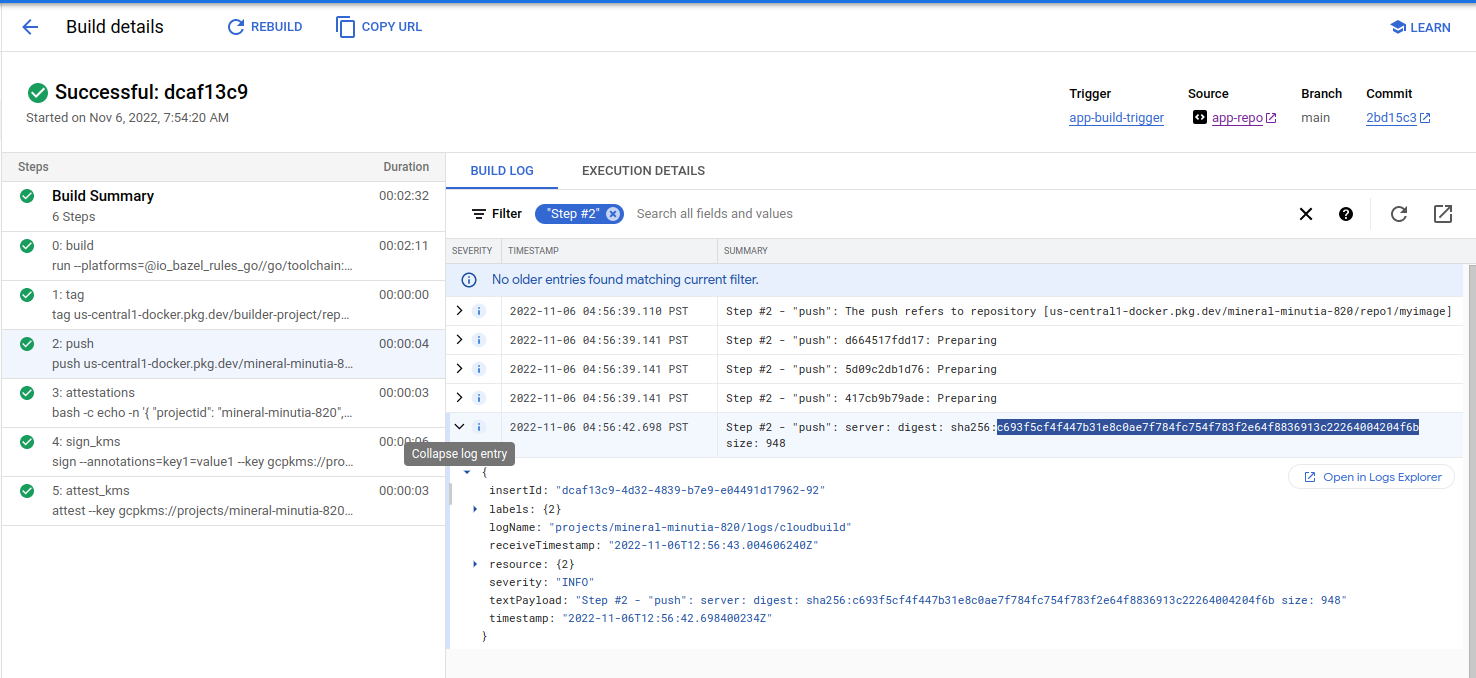 Build details
REBUILD
COPY URL
LEARN
Successful: dcaf13c9
Started on Nov 6, 2022, 7:54:20 AM
Trigger
app-build-trigger
Source
app-repo
Branch
main
Commit
2bd15c3
Steps
Duration
Build Summary
00:02:32
6 Steps
0: build
00:02:11
run --platforms=@io_bazel_rules_go//go/toolchain:...
1: tag
00:00:00
tag us-central1-docker.pkg.dev/builder-project/rep...
2: push
00:00:04
push us-central1-docker.pkg.dev/mineral-minutia-8...
3: attestations
00:00:03
bash -c echo -n '{ "projectid": "mineral-minutia-820",...
4: sign_kms
00:00:06
sign --annotations=key1=value1 --key gcpkms://pro...
5: attest_kms
00:00:03
attest --key gcpkms://projects/mineral-minutia-820...
Collapse log entry
BUILD LOG
EXECUTION DETAILS
Filter
"Step #2"
Search all fields and values
SEVERITY
TIMESTAMP
SUMMARY
No older entries found matching current filter.
2022-11-06 04:56:39.110 PST
Step #2 - "push": The push refers to repository [us-central1-docker.pkg.dev/mineral-minutia-820/repo1/myimage]
2022-11-06 04:56:39.141 PST
Step #2 - "push": d664517fdd17: Preparing
2022-11-06 04:56:39.141 PST
Step #2 - "push": 5d09c2db1d76: Preparing
2022-11-06 04:56:39.141 PST
Step #2 - "push": 417cb9b79ade: Preparing
2022-11-06 04:56:42.698 PST
Step #2 - "push": server: digest: sha256:c693f5cf4f447b31e8c0ae7f784fc754f783f2e64f8836913c22264004204f6b
size: 948
{
Open in Logs Explorer
insertId: "dcaf13c9-4d32-4839-b7e9-e04491d17962-92"
labels: {2}
logName: "projects/mineral-minutia-820/logs/cloudbuild"
receiveTimestamp: "2022-11-06T12:56:43.004606240Z"
resource: {2}
severity: "INFO"
textPayload: "Step #2 - "push": server: digest: sha256:c693f5cf4f447b31e8c0ae7f784fc754f783f2e64f8836913c22264004204f6b size: 948"
timestamp: "2022-11-06T12:56:42.698400234Z"
}